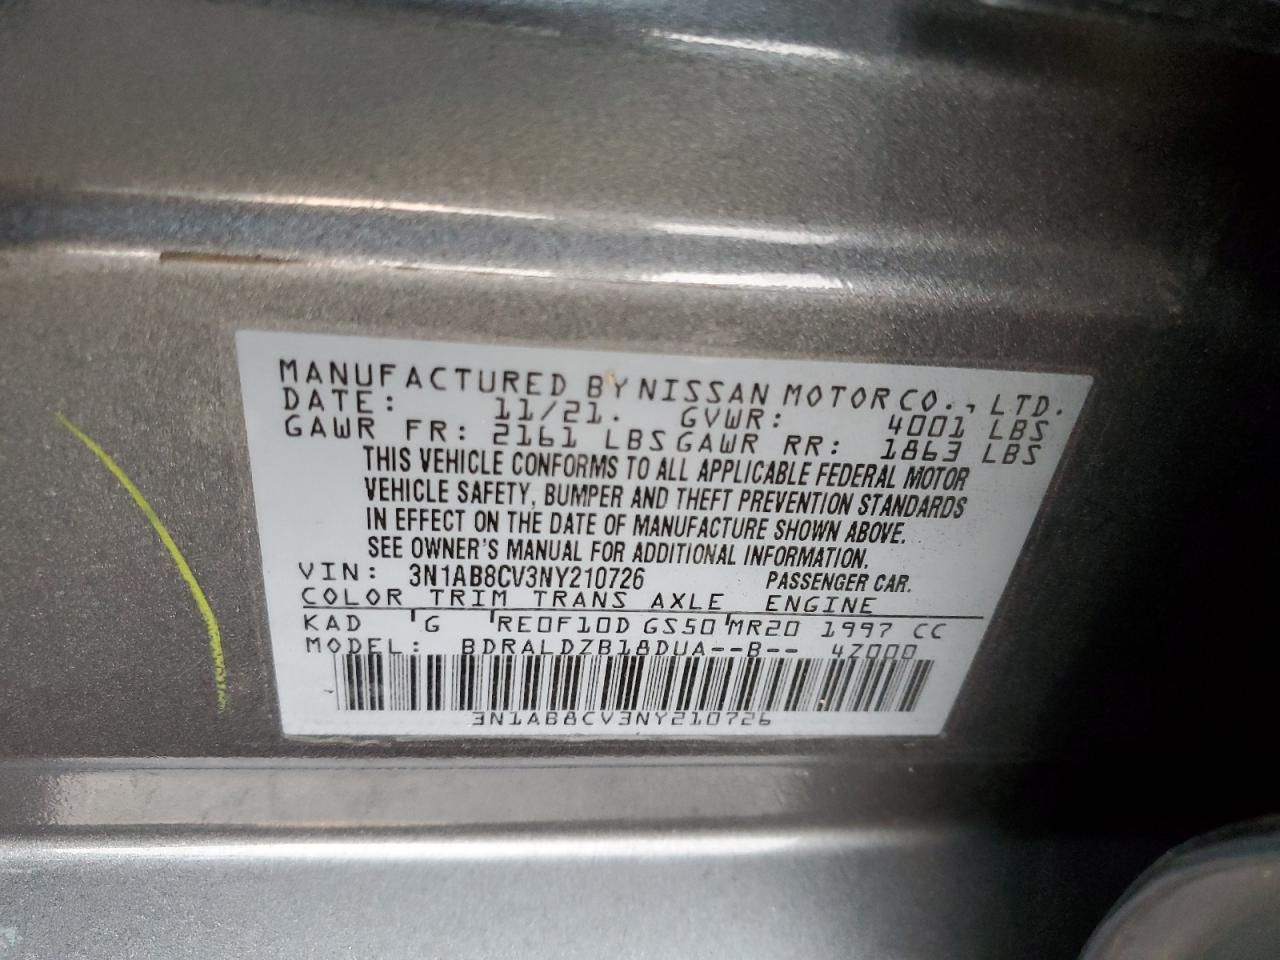 MANUFACTURED BY NISSAN MOTOR CO., LTD.
DATE: 11/21. GVWR: 4001 LBS
GAWR FR: 2161 LBS GAWR RR: 1863 LBS
THIS VEHICLE CONFORMS TO ALL APPLICABLE FEDERAL MOTOR
VEHICLE SAFETY, BUMPER AND THEFT PREVENTION STANDARDS
IN EFFECT ON THE DATE OF MANUFACTURE SHOWN ABOVE.
SEE OWNER'S MANUAL FOR ADDITIONAL INFORMATION.
VIN: 3N1AB8CV3NY210726 PASSENGER CAR.
COLOR TRIM TRANS AXLE ENGINE
KAD G RE0F10D GS50 MR20 1997 CC
MODEL: BDRALDZB18DUA--B-- 4Z000
3N1AB8CV3NY210726